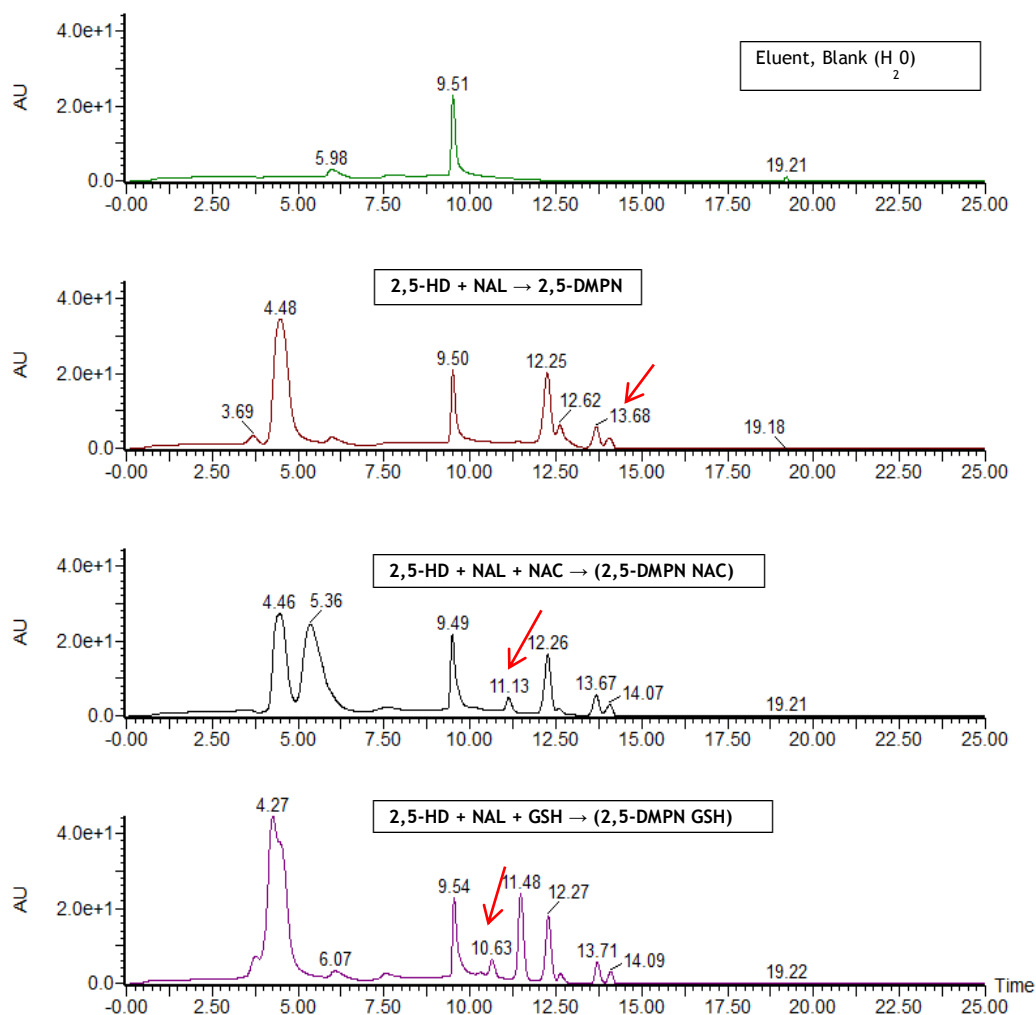 4.0e+1
Eluent, Blank (H2O)
9.51
AU
2.0e+1
5.98
19.21
0.0
-0.00 2.50 5.00 7.50 10.00 12.50 15.00 17.50 20.00 22.50 25.00
2,5-HD + NAL → 2,5-DMPN
4.0e+1
4.48
AU
2.0e+1
9.50
12.25
12.62
3.69
13.68
19.18
0.0
-0.00 2.50 5.00 7.50 10.00 12.50 15.00 17.50 20.00 22.50 25.00
2,5-HD + NAL + NAC → (2,5-DMPN NAC)
4.0e+1
4.46
5.36
AU
2.0e+1
9.49
12.26
11.13
13.67
14.07
19.21
0.0
-0.00 2.50 5.00 7.50 10.00 12.50 15.00 17.50 20.00 22.50 25.00
2,5-HD + NAL + GSH → (2,5-DMPN GSH)
4.27
4.0e+1
AU
2.0e+1
9.54
11.48
12.27
10.63
6.07
13.71
14.09
19.22
0.0
Time
-0.00 2.50 5.00 7.50 10.00 12.50 15.00 17.50 20.00 22.50 25.00